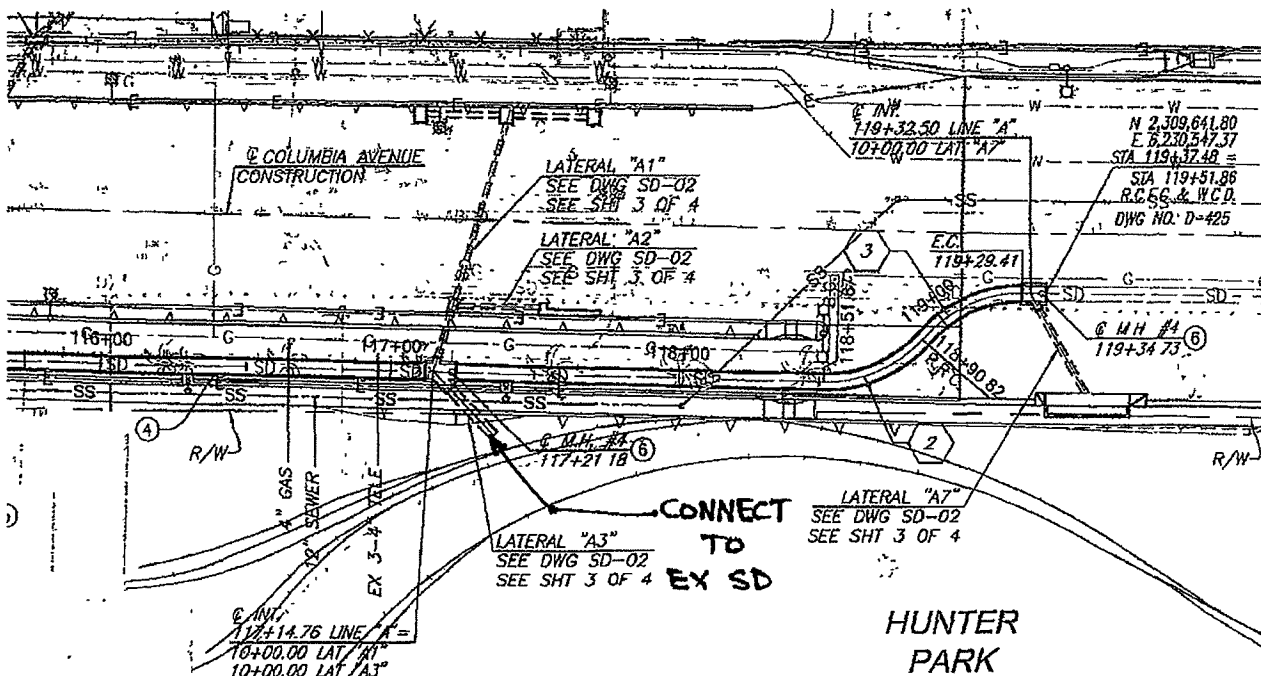 ℄ INT.
119+32.50 LINE "A"
10+00.00 LAT "A7"
N 2,309,641.80
E 6,230,547.37
STA 119+37.48 =
STA 119+51.86
R.C.F.C. & W.C.D.
DWG NO. D-425
℄ COLUMBIA AVENUE
CONSTRUCTION
LATERAL "A1"
SEE DWG SD-02
SEE SHT 3 OF 4
LATERAL "A2"
SEE DWG SD-02
SEE SHT 3 OF 4
3
E.C.
119+29.41
116+00
117+00
118+00
118+51.67
119+00
118+90.82
℄ M.H. #4
119+34.73
6
4
R/W
4" GAS
12" SEWER
EX 3-4" TELE
℄ M.H. #4
117+21.18
6
2
R/W
LATERAL "A3"
SEE DWG SD-02
SEE SHT 3 OF 4
CONNECT
TO
EX SD
LATERAL "A7"
SEE DWG SD-02
SEE SHT 3 OF 4
℄ INT.
117+14.76 LINE "A" =
10+00.00 LAT "A1"
10+00.00 LAT "A3"
HUNTER
PARK